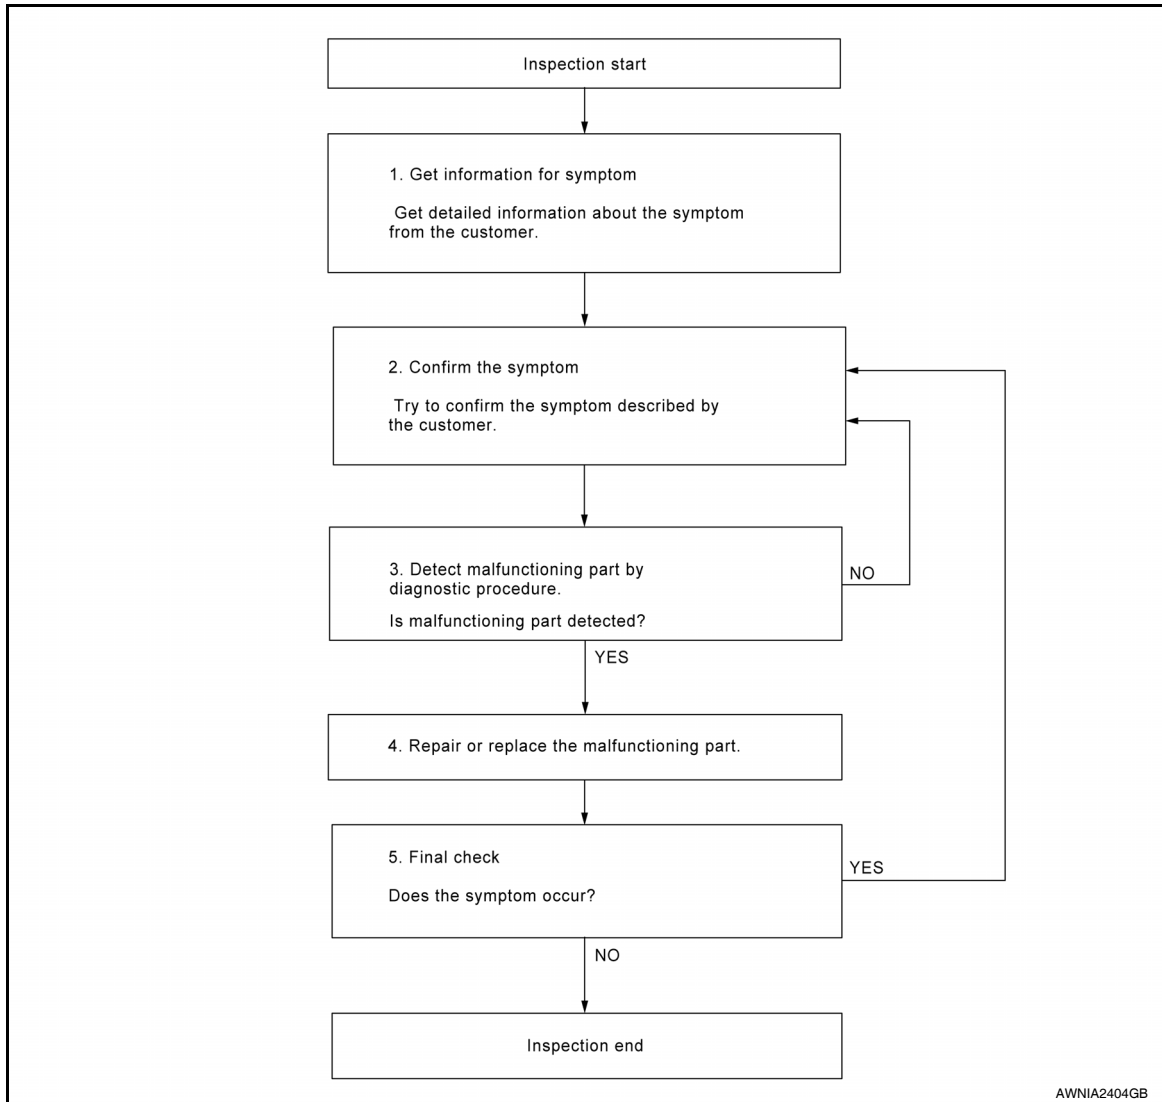 Inspection start
1. Get information for symptom
Get detailed information about the symptom
from the customer.
2. Confirm the symptom
Try to confirm the symptom described by
the customer.
3. Detect malfunctioning part by
diagnostic procedure.
NO
Is malfunctioning part detected?
YES
4. Repair or replace the malfunctioning part.
5. Final check
YES
Does the symptom occur?
NO
Inspection end
AWNIA2404GB